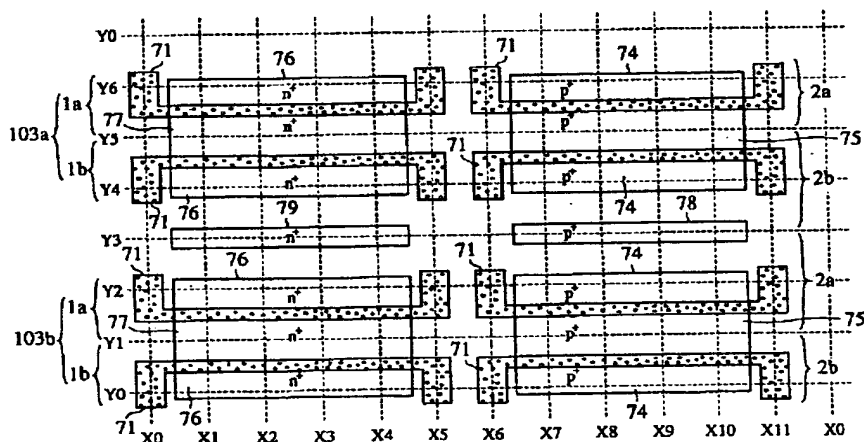 Y0
71 76 71 74
Y6 n+ p+
1a 2a
77 n+ p+
103a Y5 75
71
1b 2b
Y4 n+ p+
71 76 79 74 78
Y3 n+ p+
71 76 71 74
Y2 n+ p+
1a 2a
77 75
103b Y1 n+ p+
71
1b 2b
Y0 n+ p+
71 76 74
X0 X1 X2 X3 X4 X5 X6 X7 X8 X9 X10 X11 X0